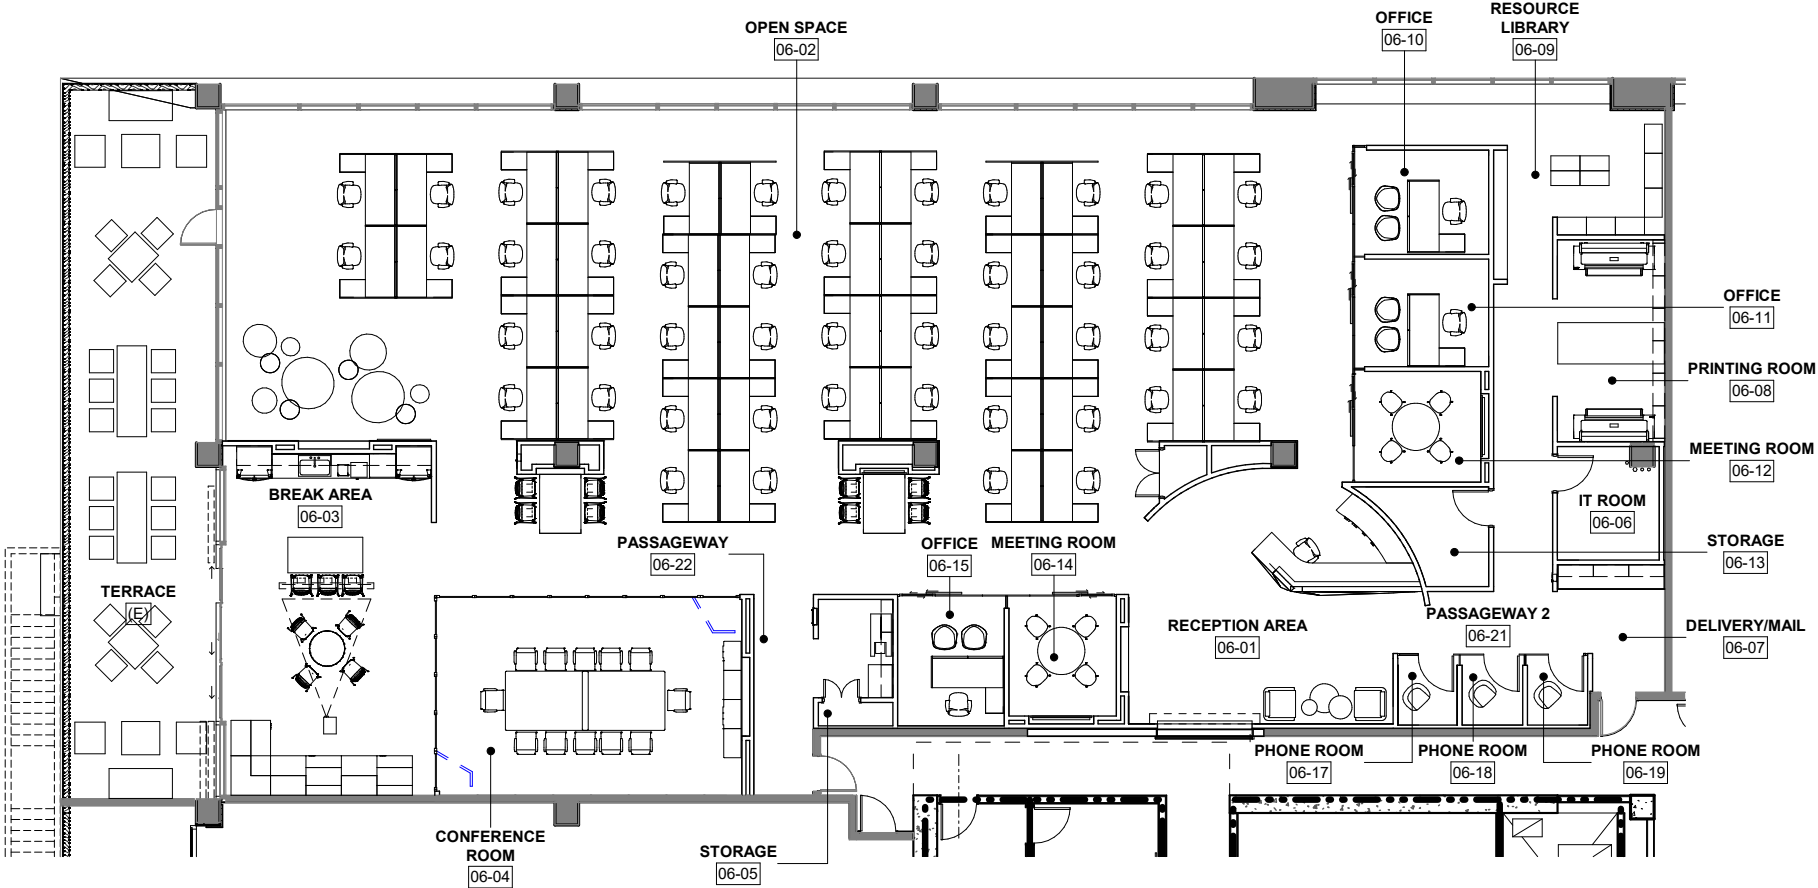 OPEN SPACE
06-02
OFFICE
06-10
RESOURCE
LIBRARY
06-09
OFFICE
06-11
PRINTING ROOM
06-08
MEETING ROOM
06-12
BREAK AREA
06-03
IT ROOM
06-06
PASSAGEWAY
06-22
OFFICE
06-15
MEETING ROOM
06-14
STORAGE
06-13
TERRACE
(E)
RECEPTION AREA
06-01
PASSAGEWAY 2
06-21
DELIVERY/MAIL
06-07
PHONE ROOM
06-17
PHONE ROOM
06-18
PHONE ROOM
06-19
CONFERENCE
ROOM
06-04
STORAGE
06-05